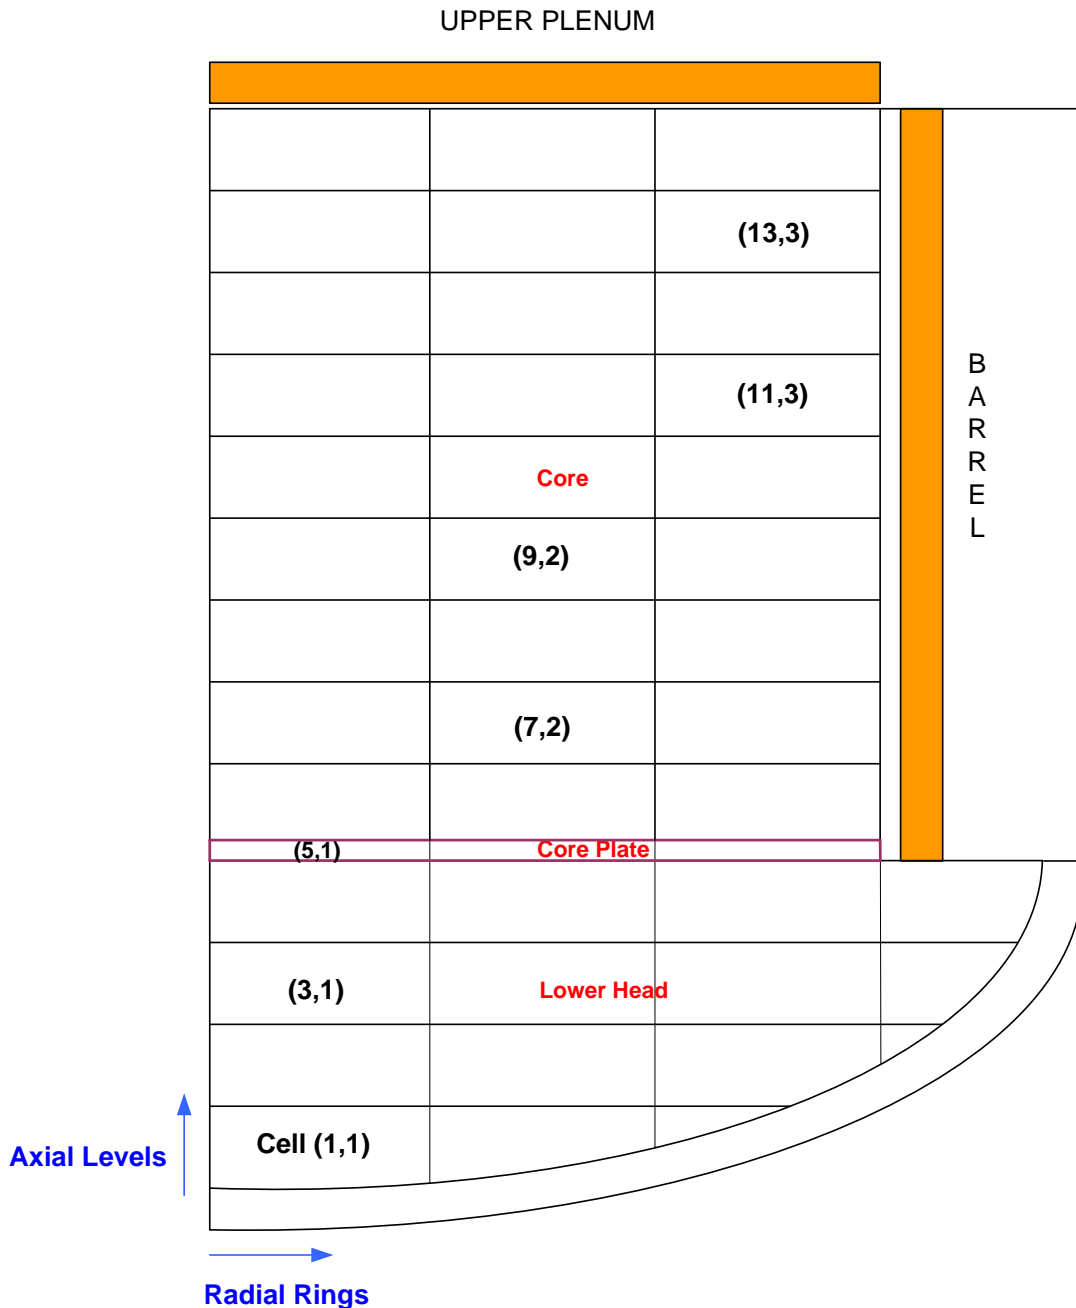 UPPER PLENUM
(13,3)
(11,3)
B
A
R
R
E
L
Core
(9,2)
(7,2)
(5,1)
Core Plate
(3,1)
Lower Head
Cell (1,1)
Axial Levels
Radial Rings